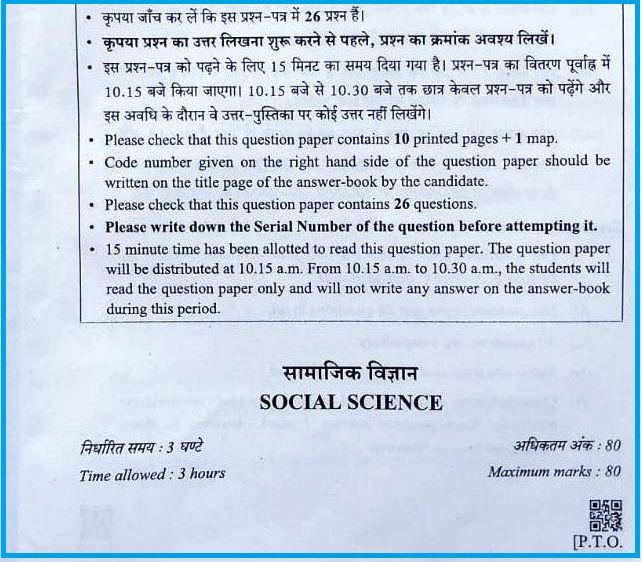 • कृपया जाँच कर लें कि इस प्रश्न-पत्र में 26 प्रश्न हैं।
• कृपया प्रश्न का उत्तर लिखना शुरू करने से पहले, प्रश्न का क्रमांक अवश्य लिखें।
• इस प्रश्न-पत्र को पढ़ने के लिए 15 मिनट का समय दिया गया है। प्रश्न-पत्र का वितरण पूर्वाह्न में
10.15 बजे किया जाएगा। 10.15 बजे से 10.30 बजे तक छात्र केवल प्रश्न-पत्र को पढ़ेंगे और
इस अवधि के दौरान वे उत्तर-पुस्तिका पर कोई उत्तर नहीं लिखेंगे।
• Please check that this question paper contains 10 printed pages + 1 map.
• Code number given on the right hand side of the question paper should be
written on the title page of the answer-book by the candidate.
• Please check that this question paper contains 26 questions.
• Please write down the Serial Number of the question before attempting it.
• 15 minute time has been allotted to read this question paper. The question paper
will be distributed at 10.15 a.m. From 10.15 a.m. to 10.30 a.m., the students will
read the question paper only and will not write any answer on the answer-book
during this period.
सामाजिक विज्ञान
SOCIAL SCIENCE
निर्धारित समय : 3 घण्टे अधिकतम अंक : 80
Time allowed : 3 hours Maximum marks : 80
[P.T.O.